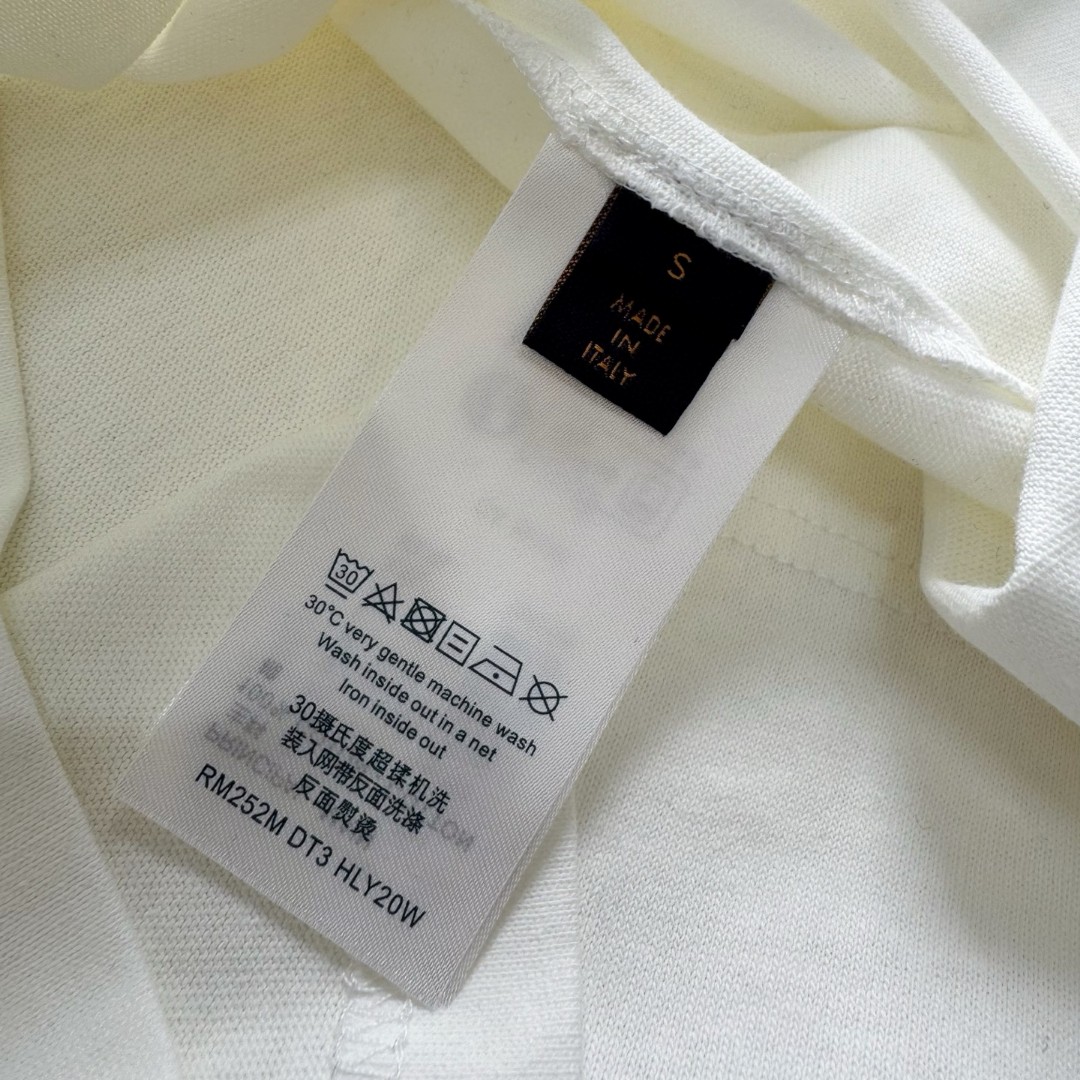 S
MADE
IN
ITALY
30
30°C very gentle machine wash
Wash inside out in a net
Iron inside out
30摄氏度超揉机洗
装入网带反面洗涤
反面熨烫
RM252M DT3 HLY20W